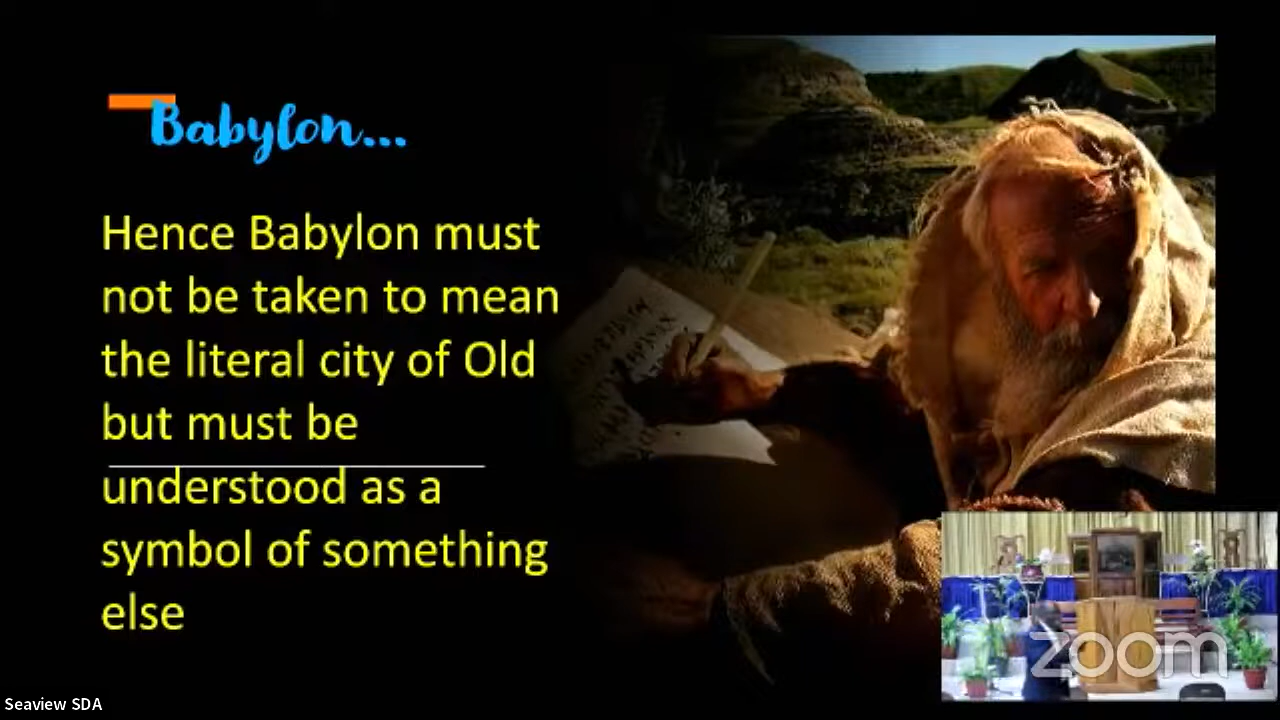 Babylon...
Hence Babylon must
not be taken to mean
the literal city of Old
but must be
understood as a
symbol of something
else
zoom
Seaview SDA